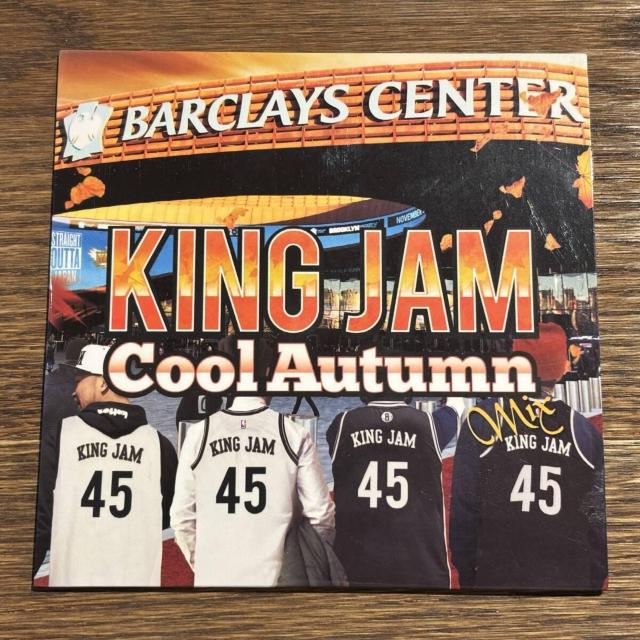 BARCLAYS CENTER
BROOKLYN
NOVEMBER
STRAIGHT
OUTTA
JAPAN
KING JAM
Cool Autumn
Mix
KING JAM
45
KING JAM
45
KING JAM
45
KING JAM
45